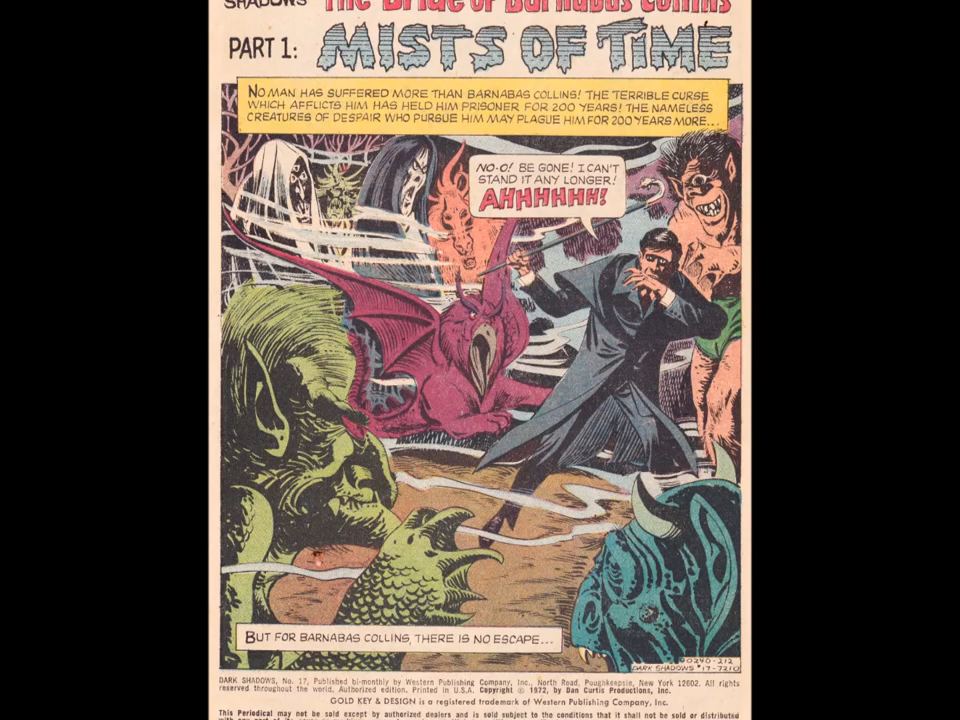 SHADOWS The Bride of Barnabas Collins
PART 1: MISTS OF TIME
NO MAN HAS SUFFERED MORE THAN BARNABAS COLLINS! THE TERRIBLE CURSE
WHICH AFFLICTS HIM HAS HELD HIM PRISONER FOR 200 YEARS! THE NAMELESS
CREATURES OF DESPAIR WHO PURSUE HIM MAY PLAGUE HIM FOR 200 YEARS MORE...
NO-O! BE GONE! I CAN'T
STAND IT ANY LONGER!
AHHHHHH!
BUT FOR BARNABAS COLLINS, THERE IS NO ESCAPE...
90240-212
DARK SHADOWS #17-7210
DARK SHADOWS, No. 17, Published bi-monthly by Western Publishing Company, Inc., North Road, Poughkeepsie, New York 12602. All rights
reserved throughout the world. Authorized edition. Printed in U.S.A. Copyright © 1972, by Dan Curtis Productions, Inc.
GOLD KEY & DESIGN is a registered trademark of Western Publishing Company, Inc.
This Periodical may not be sold except by authorized dealers and is sold subject to the conditions that it shall not be sold or distributed